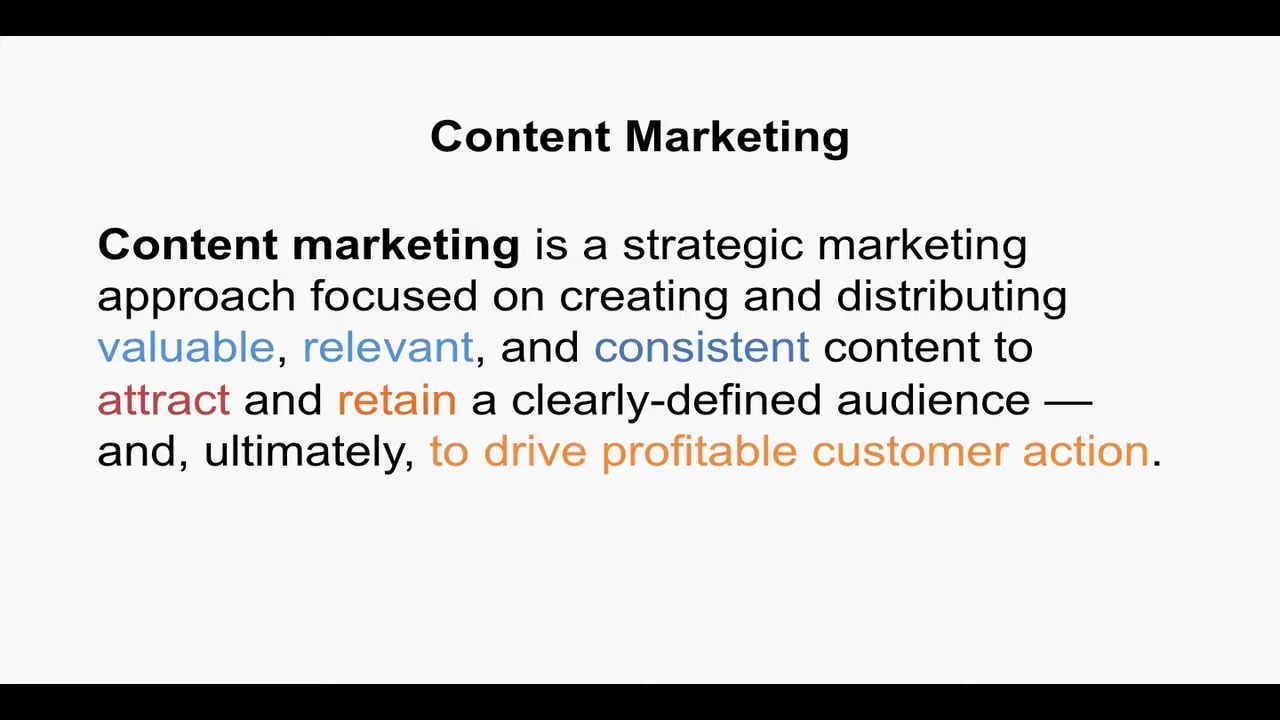 Content Marketing
Content marketing is a strategic marketing
approach focused on creating and distributing
valuable, relevant, and consistent content to
attract and retain a clearly-defined audience —
and, ultimately, to drive profitable customer action.